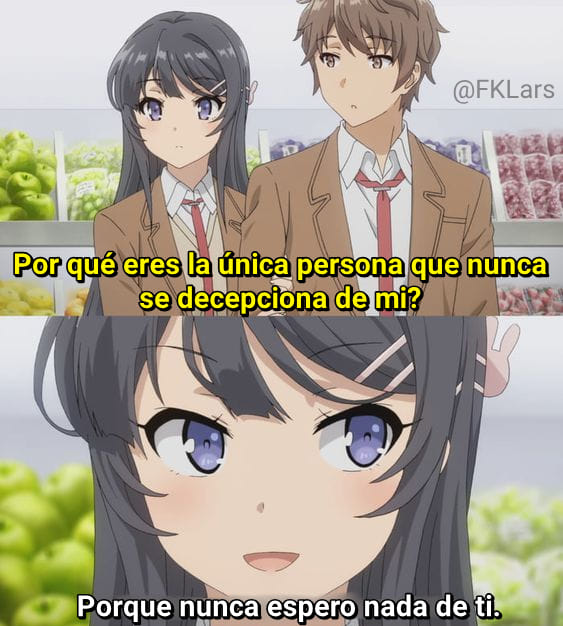 @FKLars
Por qué eres la única persona que nunca
se decepciona de mi?
Porque nunca espero nada de ti.